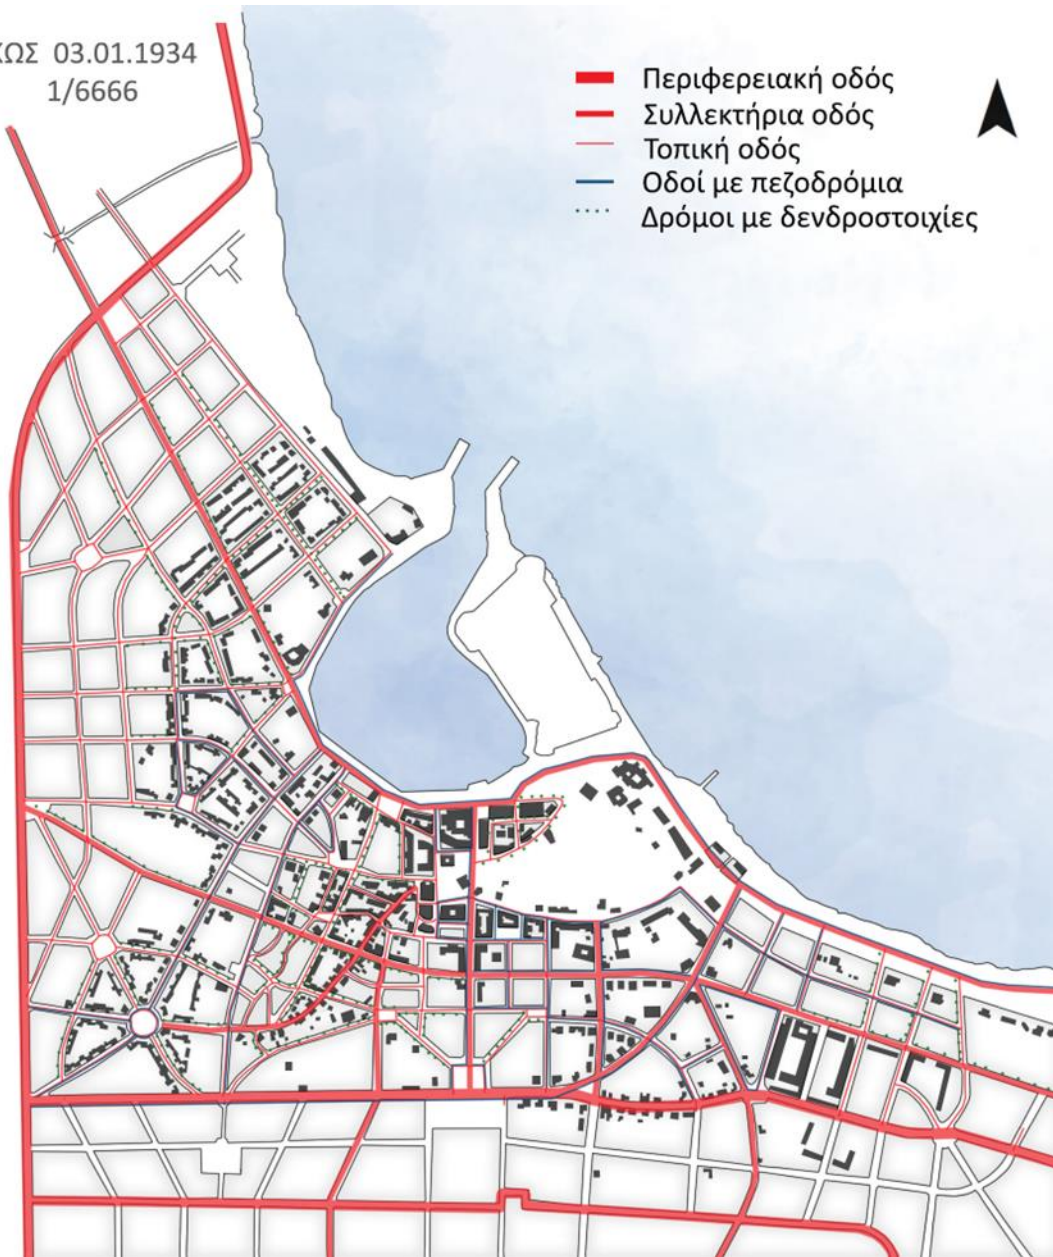 ΚΩΣ 03.01.1934
1/6666
Περιφερειακή οδός
Συλλεκτήρια οδός
Τοπική οδός
Οδοί με πεζοδρόμια
Δρόμοι με δενδροστοιχίες